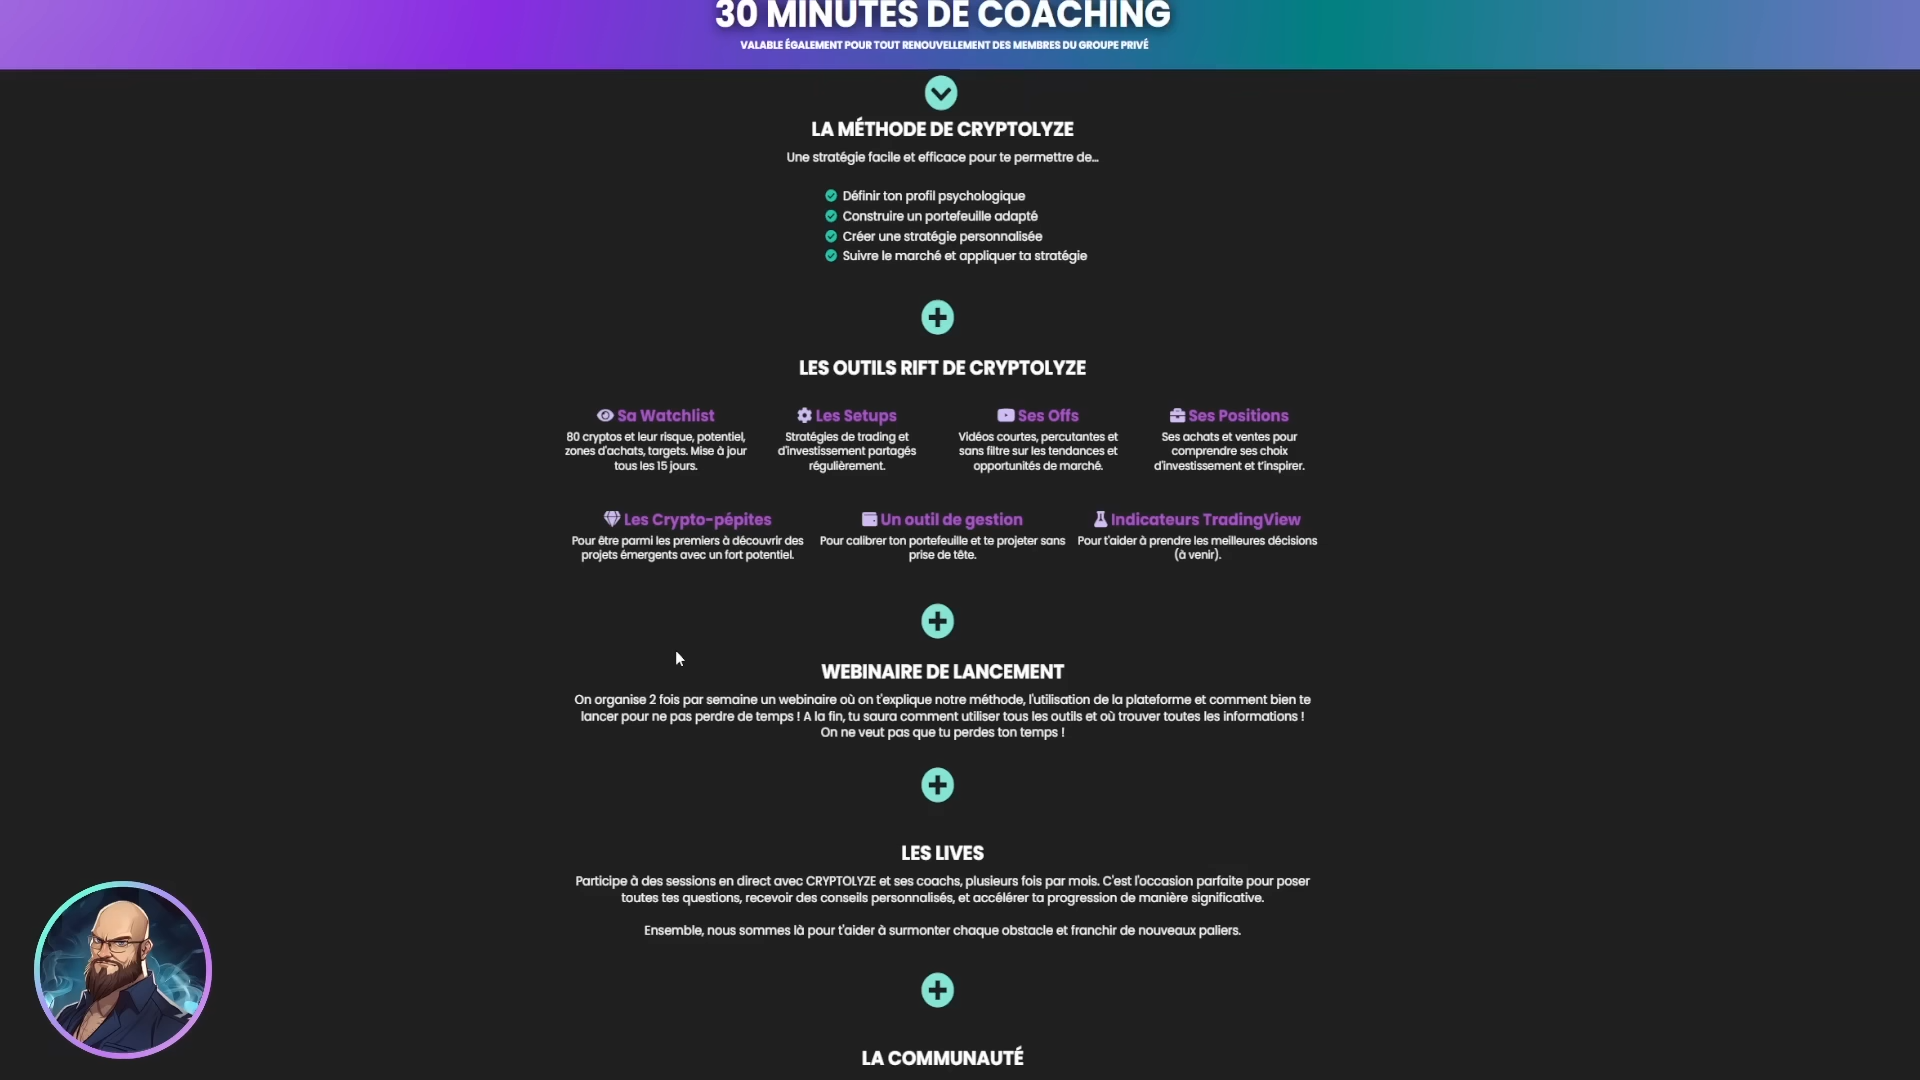 30 MINUTES DE COACHING
VALABLE ÉGALEMENT POUR TOUT RENOUVELLEMENT DES MEMBRES DU GROUPE PRIVÉ
LA MÉTHODE DE CRYPTOLYZE
Une stratégie facile et efficace pour te permettre de...
Définir ton profil psychologique
Construire un portefeuille adapté
Créer une stratégie personnalisée
Suivre le marché et appliquer ta stratégie
LES OUTILS RIFT DE CRYPTOLYZE
Sa Watchlist
80 cryptos et leur risque, potentiel,
zones d'achats, targets. Mise à jour
tous les 15 jours.
Les Setups
Stratégies de trading et
d'investissement partagés
régulièrement.
Ses Offs
Vidéos courtes, percutantes et
sans filtre sur les tendances et
opportunités de marché.
Ses Positions
Ses achats et ventes pour
comprendre ses choix
d'investissement et t'inspirer.
Les Crypto-pépites
Pour être parmi les premiers à découvrir des
projets émergents avec un fort potentiel.
Un outil de gestion
Pour calibrer ton portefeuille et te projeter sans
prise de tête.
Indicateurs TradingView
Pour t'aider à prendre les meilleures décisions
(à venir).
WEBINAIRE DE LANCEMENT
On organise 2 fois par semaine un webinaire où on t'explique notre méthode, l'utilisation de la plateforme et comment bien te
lancer pour ne pas perdre de temps ! A la fin, tu saura comment utiliser tous les outils et où trouver toutes les informations !
On ne veut pas que tu perdes ton temps !
LES LIVES
Participe à des sessions en direct avec CRYPTOLYZE et ses coachs, plusieurs fois par mois. C'est l'occasion parfaite pour poser
toutes tes questions, recevoir des conseils personnalisés, et accélérer ta progression de manière significative.
Ensemble, nous sommes là pour t'aider à surmonter chaque obstacle et franchir de nouveaux paliers.
LA COMMUNAUTÉ